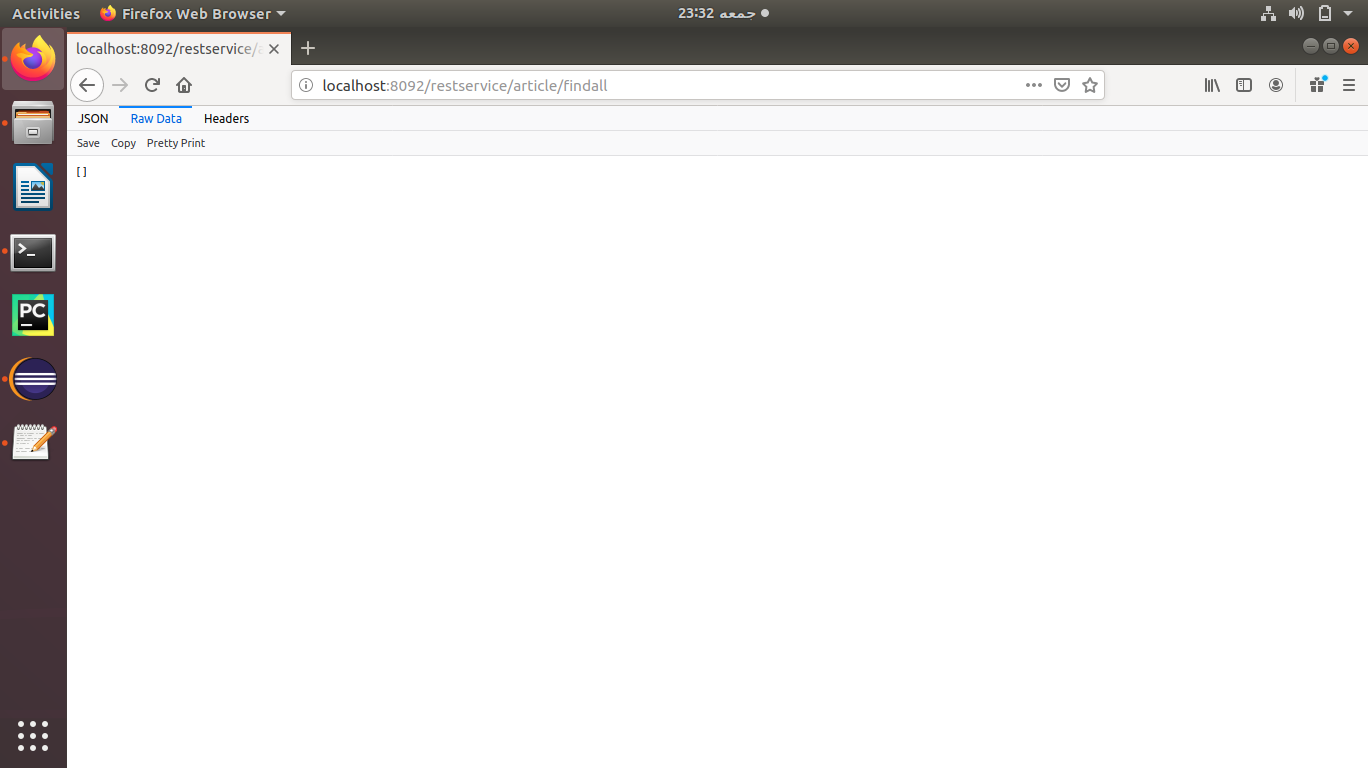 Activities
Firefox Web Browser
جمعه 23:32
localhost:8092/restservice/a
localhost:8092/restservice/article/findall
JSON
Raw Data
Headers
Save
Copy
Pretty Print
[]
PC